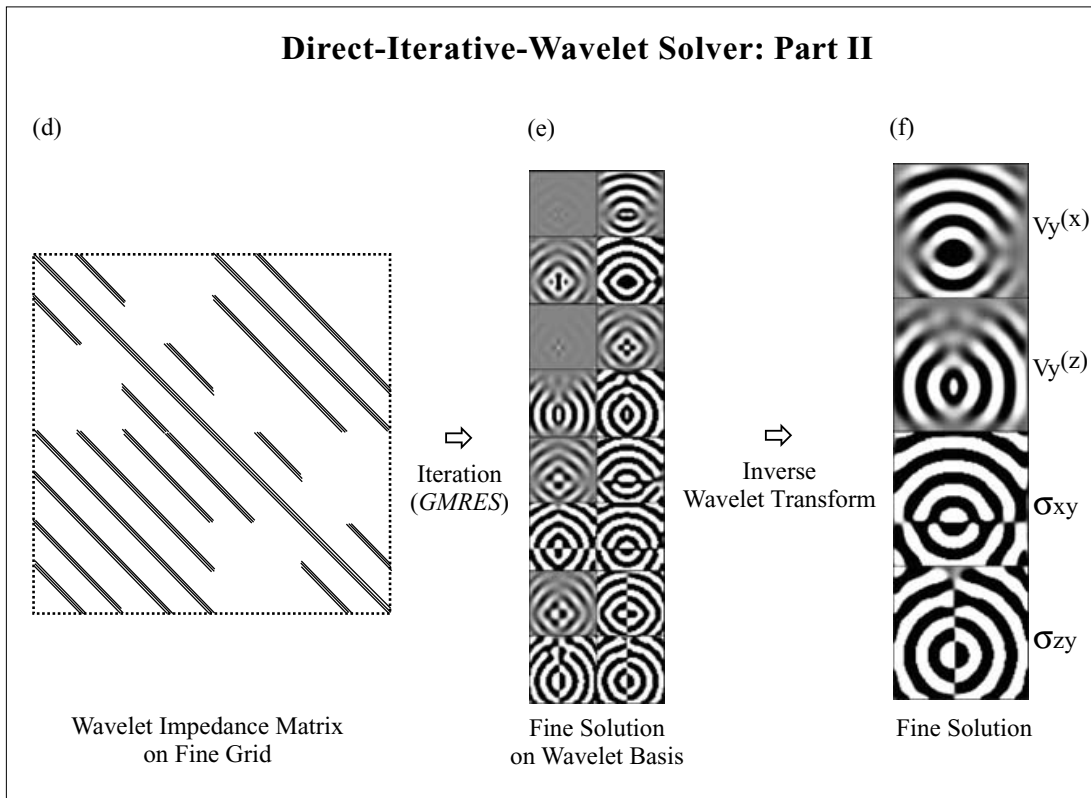 Direct-Iterative-Wavelet Solver: Part II
(d)
(e)
(f)
Vy(x)
Vy(z)
σxy
σzy
Iteration
(GMRES)
Inverse
Wavelet Transform
Wavelet Impedance Matrix
on Fine Grid
Fine Solution
on Wavelet Basis
Fine Solution